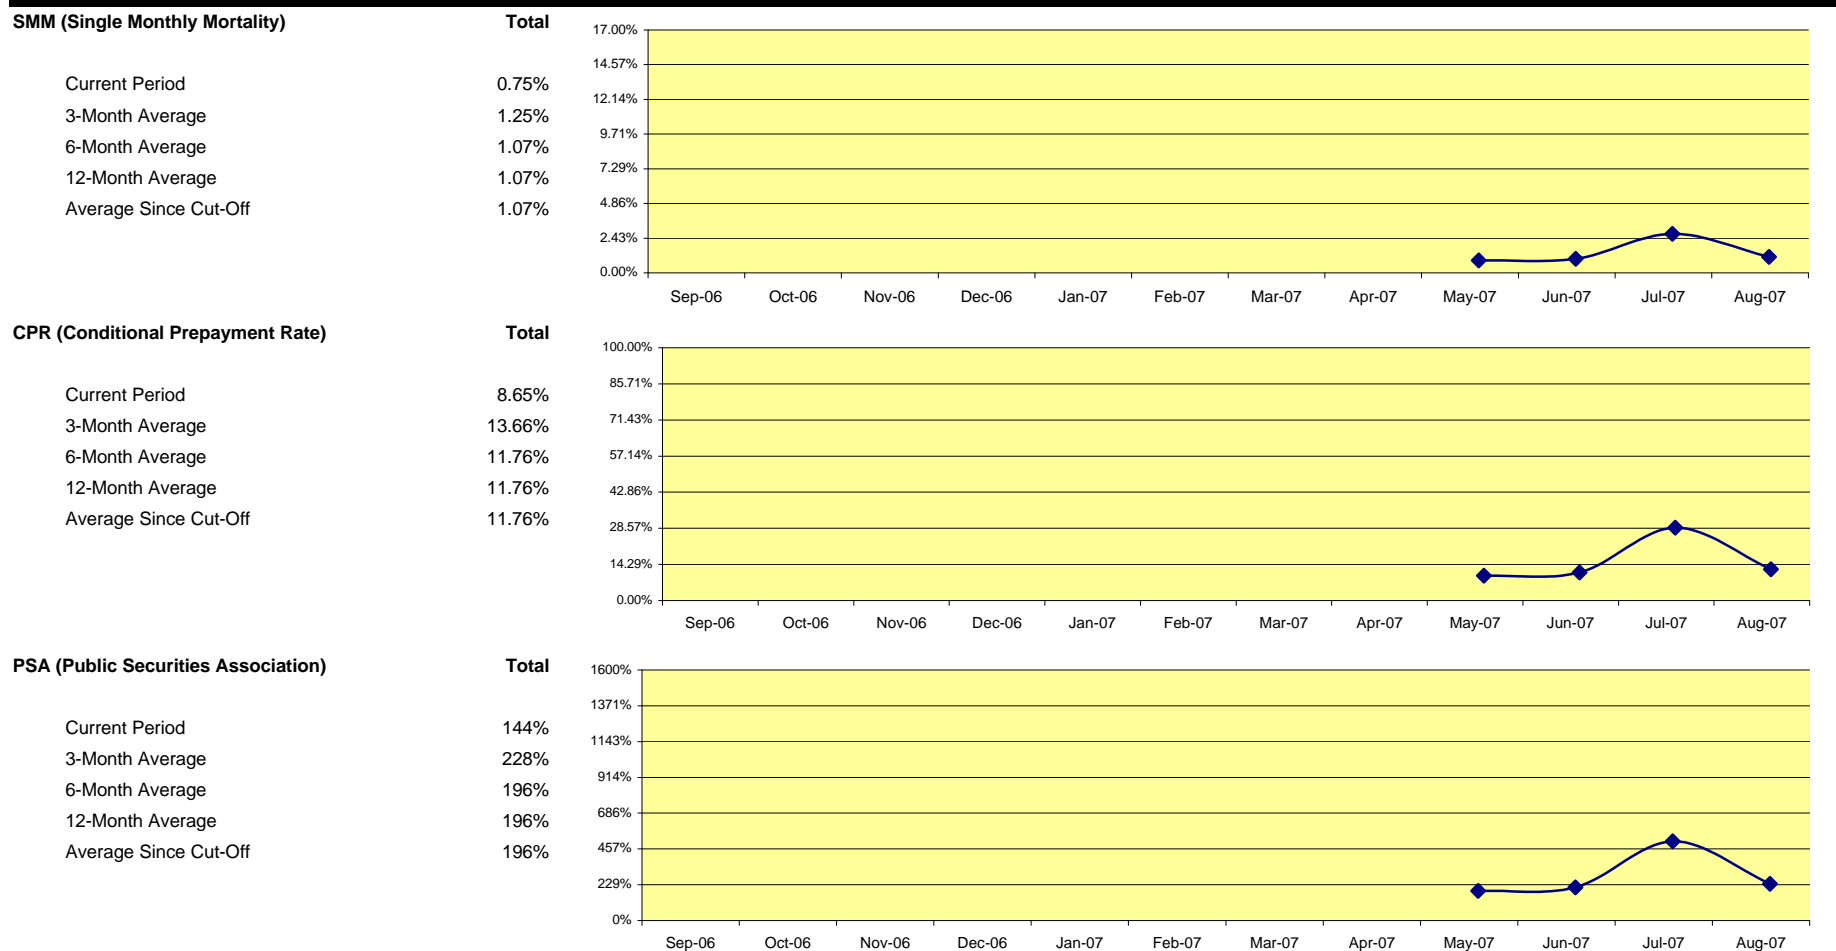 SMM (Single Monthly Mortality) Total
Current Period 0.75%
3-Month Average 1.25%
6-Month Average 1.07%
12-Month Average 1.07%
Average Since Cut-Off 1.07%
17.00%
14.57%
12.14%
9.71%
7.29%
4.86%
2.43%
0.00%
Sep-06 Oct-06 Nov-06 Dec-06 Jan-07 Feb-07 Mar-07 Apr-07 May-07 Jun-07 Jul-07 Aug-07
CPR (Conditional Prepayment Rate) Total
Current Period 8.65%
3-Month Average 13.66%
6-Month Average 11.76%
12-Month Average 11.76%
Average Since Cut-Off 11.76%
100.00%
85.71%
71.43%
57.14%
42.86%
28.57%
14.29%
0.00%
Sep-06 Oct-06 Nov-06 Dec-06 Jan-07 Feb-07 Mar-07 Apr-07 May-07 Jun-07 Jul-07 Aug-07
PSA (Public Securities Association) Total
Current Period 144%
3-Month Average 228%
6-Month Average 196%
12-Month Average 196%
Average Since Cut-Off 196%
1600%
1371%
1143%
914%
686%
457%
229%
0%
Sep-06 Oct-06 Nov-06 Dec-06 Jan-07 Feb-07 Mar-07 Apr-07 May-07 Jun-07 Jul-07 Aug-07